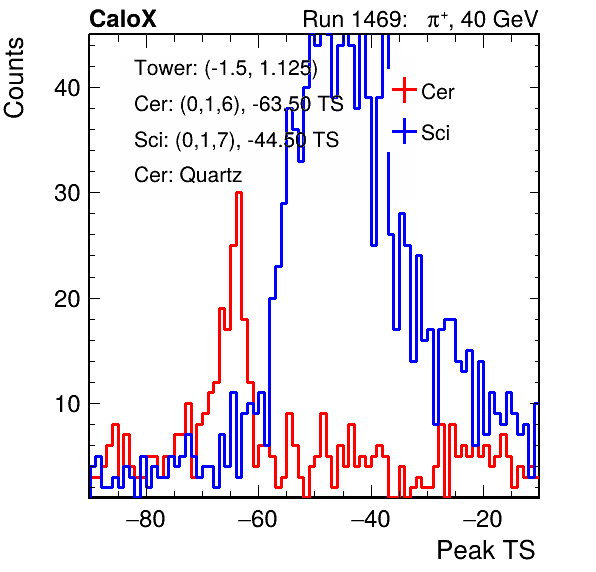 CaloX Run 1469: π⁺, 40 GeV
Counts
Tower: (-1.5, 1.125)
Cer: (0,1,6), -63.50 TS
Sci: (0,1,7), -44.50 TS
Cer: Quartz
Cer
Sci
40
30
20
10
−80 −60 −40 −20
Peak TS